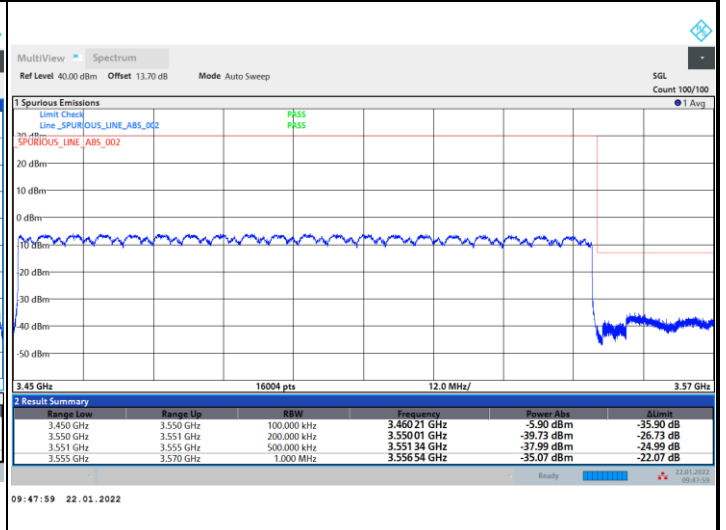 MultiView Spectrum
Ref Level 40.00 dBm Offset 13.70 dB Mode Auto Sweep SGL
Count 100/100
1 Spurious Emissions 1 Avg
Limit Check PASS
Line _SPURIOUS_LINE_ABS_002 PASS
30 dBm
_SPURIOUS_LINE_ABS_002
20 dBm
10 dBm
0 dBm
-10 dBm
-20 dBm
-30 dBm
-40 dBm
-50 dBm
3.45 GHz 16004 pts 12.0 MHz/ 3.57 GHz
2 Result Summary
Range Low Range Up RBW Frequency Power Abs ΔLimit
3.450 GHz 3.550 GHz 100.000 kHz 3.460 21 GHz -5.90 dBm -35.90 dB
3.550 GHz 3.551 GHz 200.000 kHz 3.550 01 GHz -39.73 dBm -26.73 dB
3.551 GHz 3.555 GHz 500.000 kHz 3.551 34 GHz -37.99 dBm -24.99 dB
3.555 GHz 3.570 GHz 1.000 MHz 3.556 54 GHz -35.07 dBm -22.07 dB
Ready 22.01.2022
09:47:59
09:47:59 22.01.2022